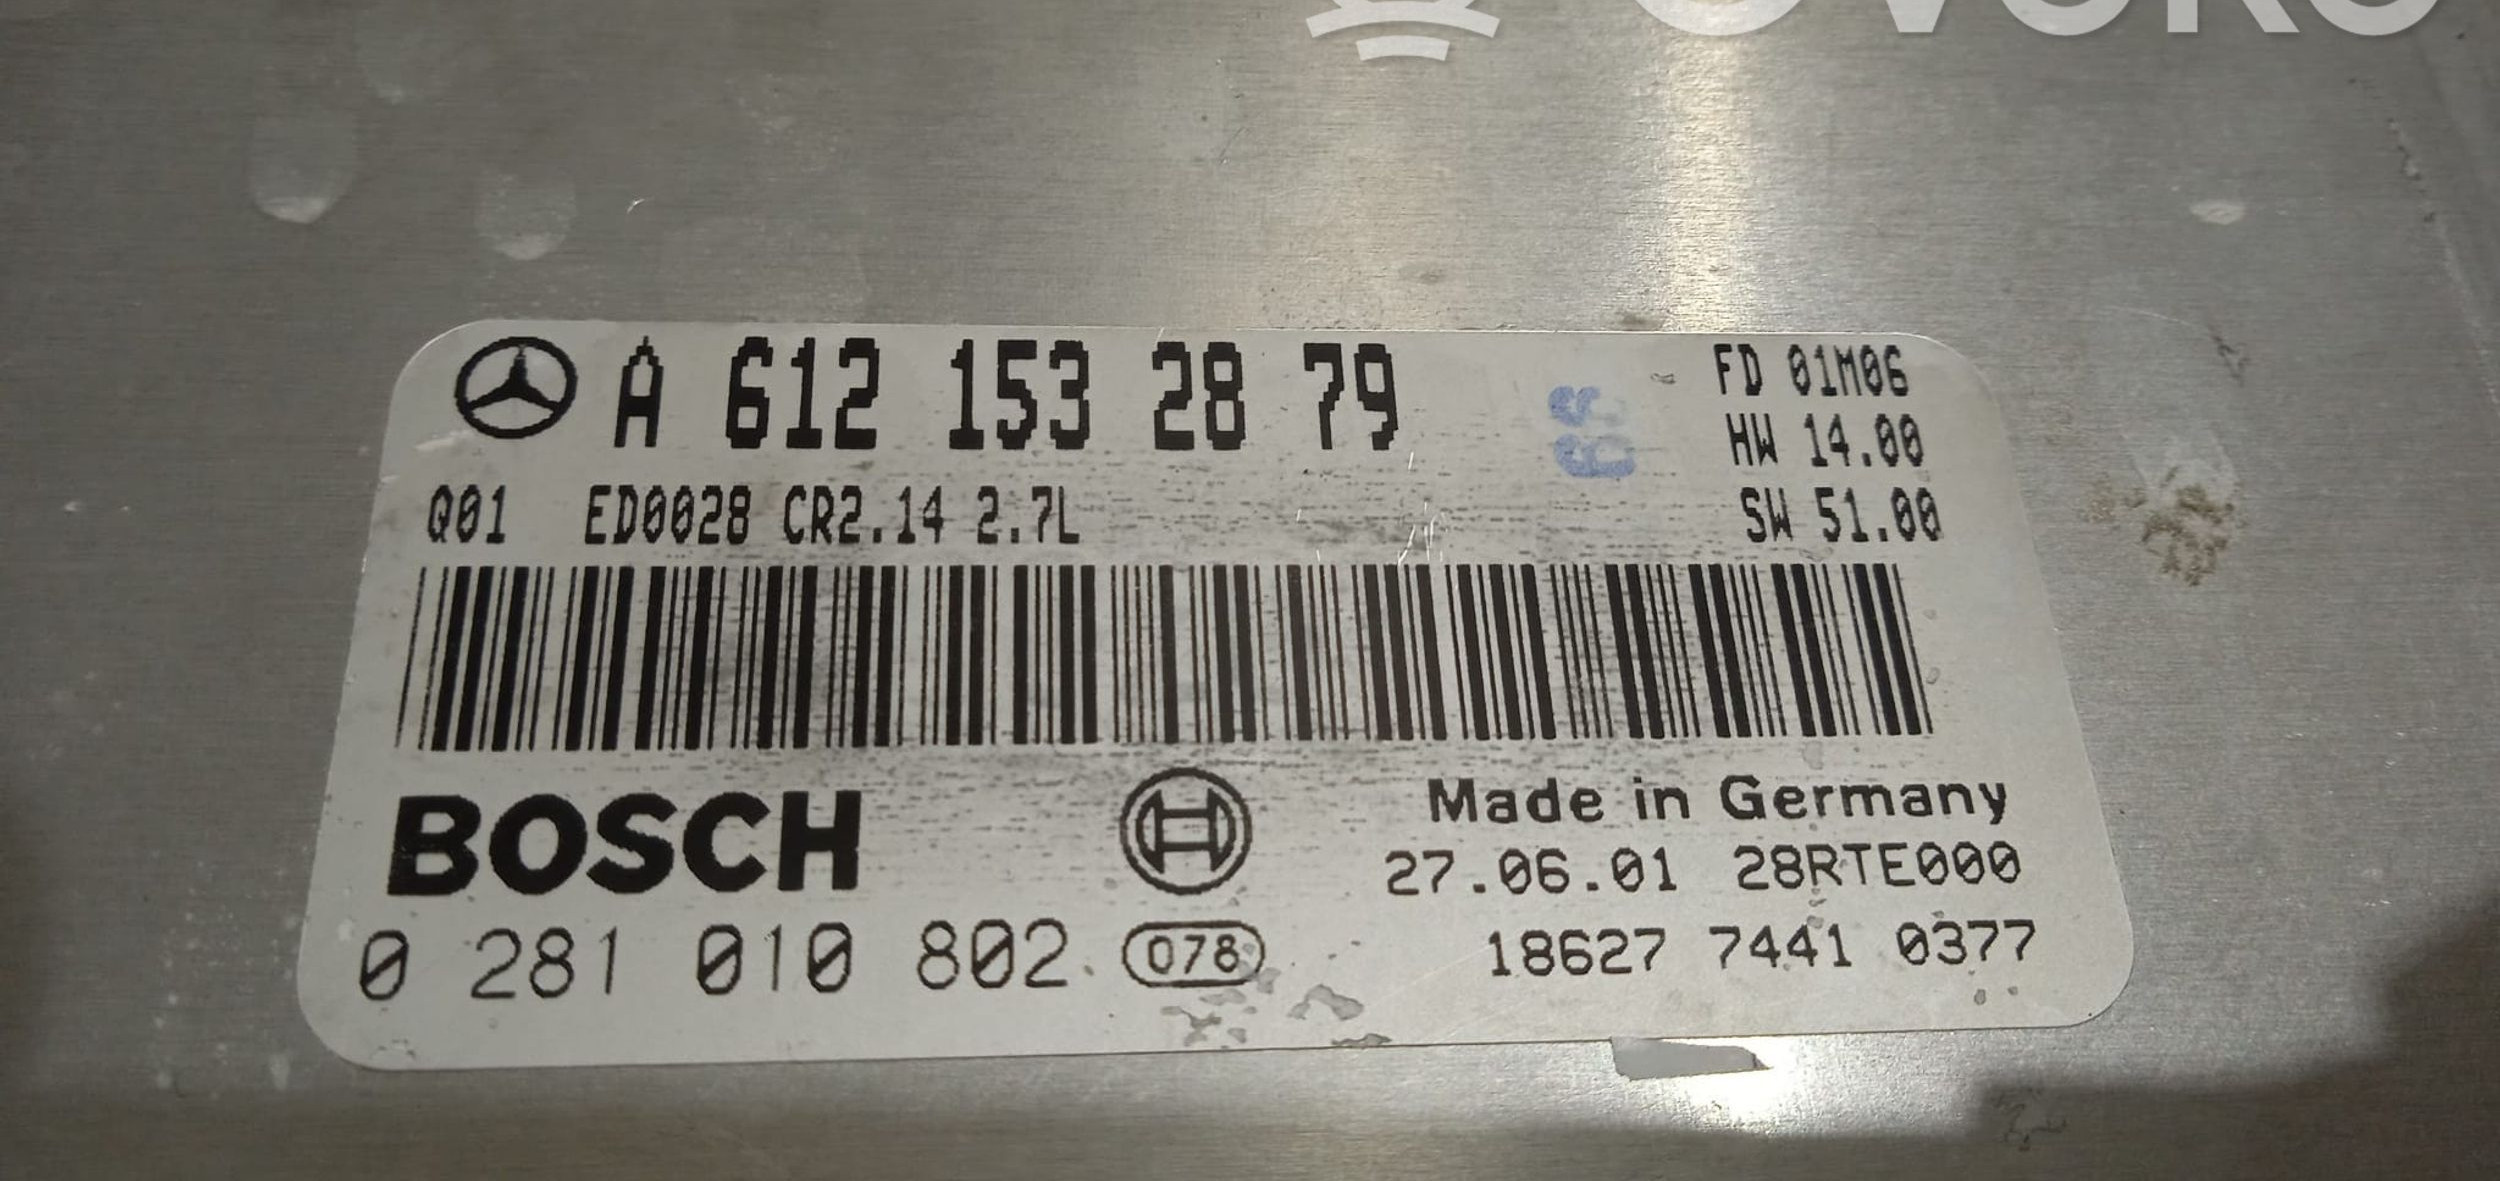 OVOKO
A 612 153 28 79
FD 01M06
HW 14.00
Q01 ED0028 CR2.14 2.7L
SW 51.00
BOSCH
Made in Germany
27.06.01 28RTE000
0 281 010 802 078
18627 7441 0377